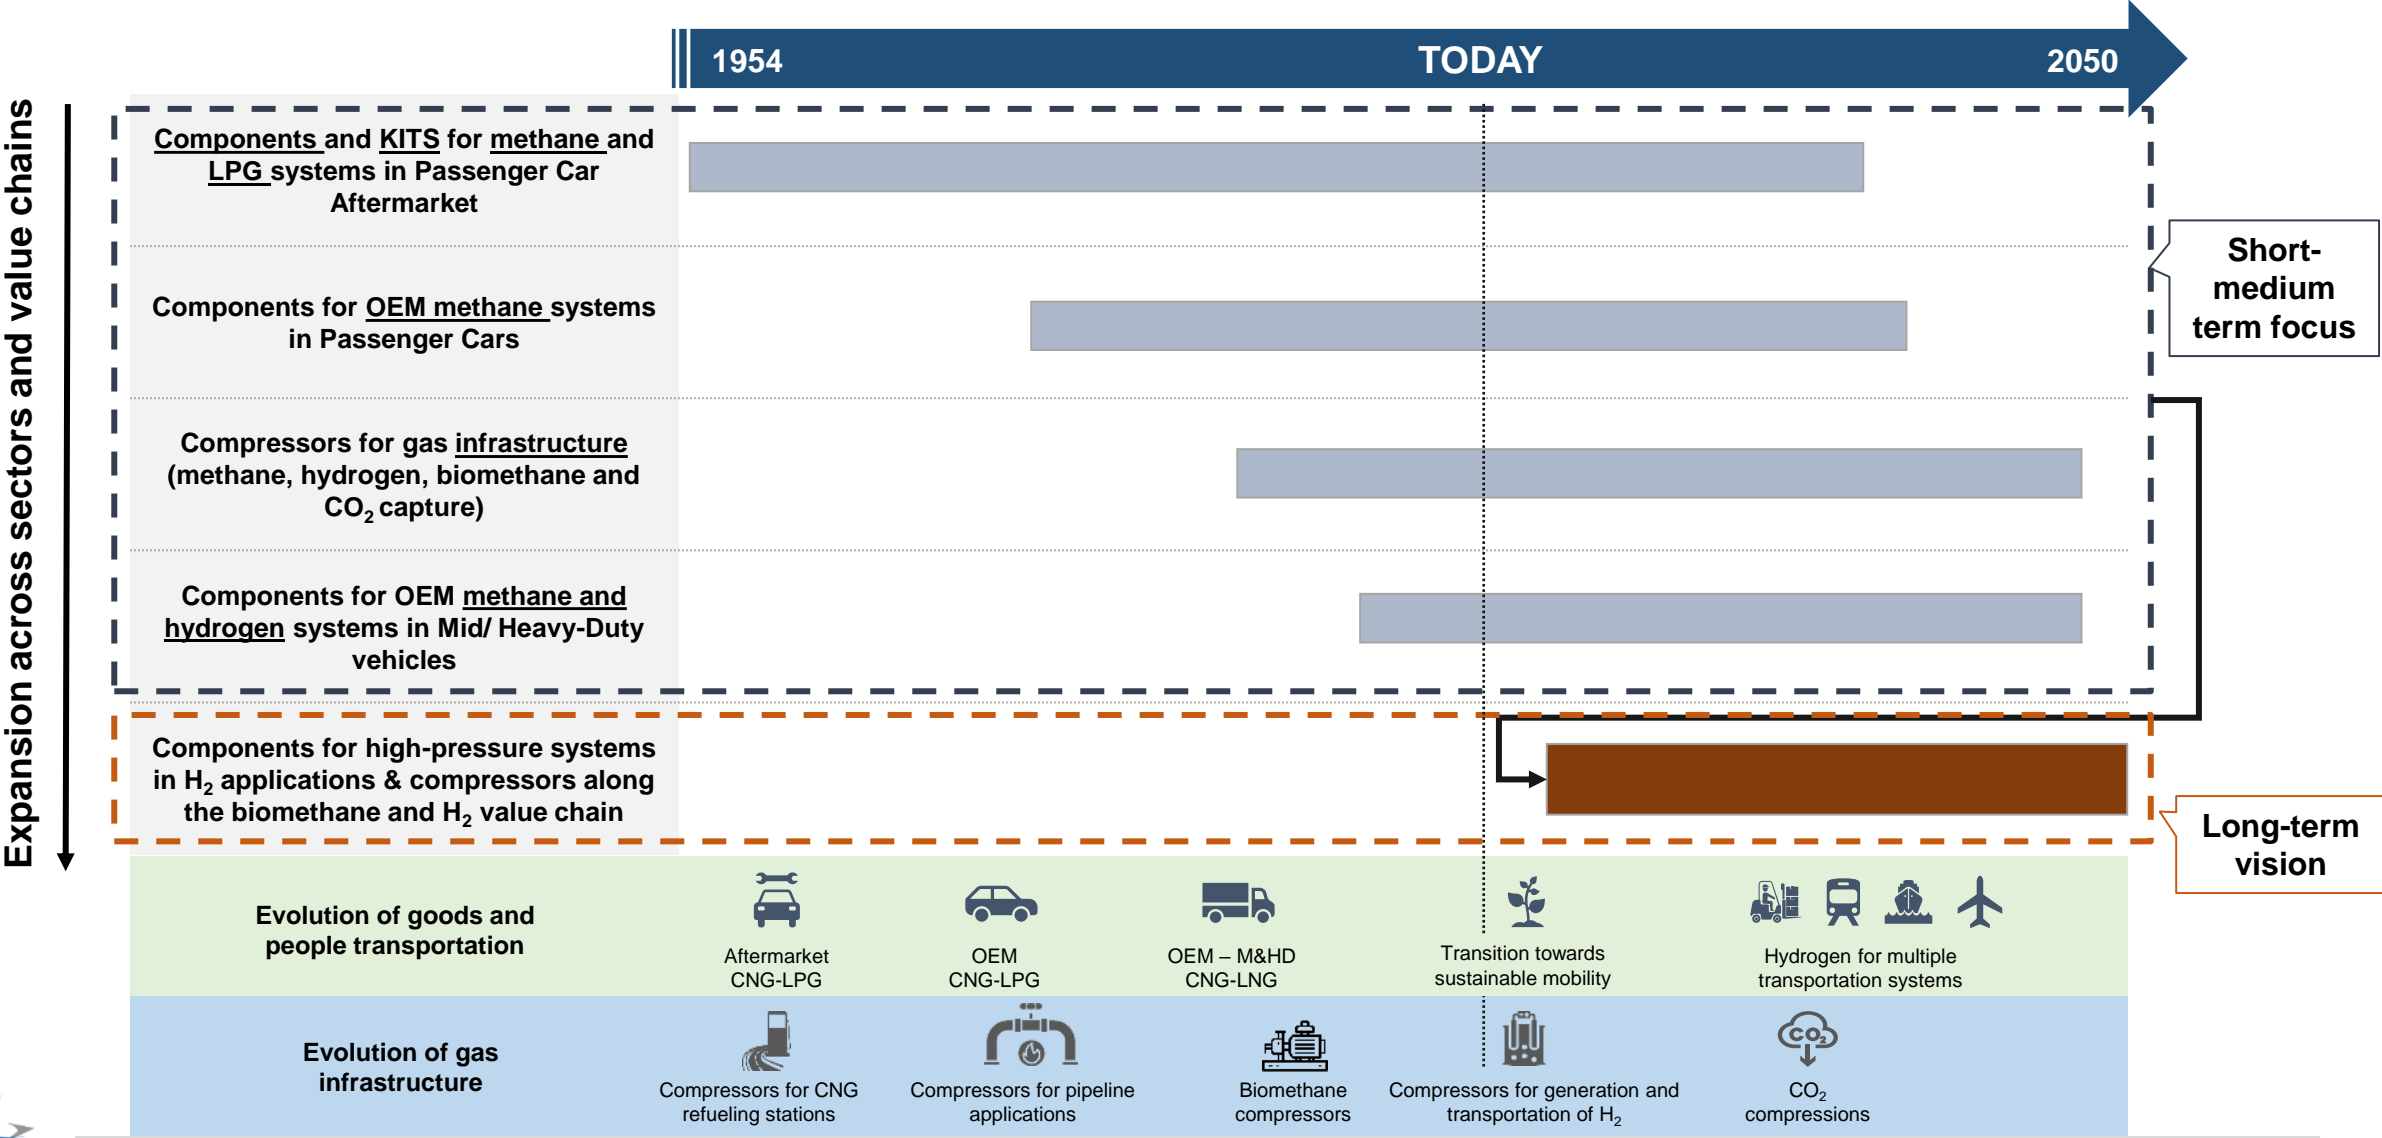 1954
TODAY
2050
Expansion across sectors and value chains
Components and KITS for methane and
LPG systems in Passenger Car
Aftermarket
Components for OEM methane systems
in Passenger Cars
Compressors for gas infrastructure
(methane, hydrogen, biomethane and
CO₂ capture)
Components for OEM methane and
hydrogen systems in Mid/ Heavy-Duty
vehicles
Short-
medium
term focus
Components for high-pressure systems
in H₂ applications & compressors along
the biomethane and H₂ value chain
Long-term
vision
Evolution of goods and
people transportation
Aftermarket
CNG-LPG
OEM
CNG-LPG
OEM – M&HD
CNG-LNG
Transition towards
sustainable mobility
Hydrogen for multiple
transportation systems
Evolution of gas
infrastructure
Compressors for CNG
refueling stations
Compressors for pipeline
applications
Biomethane
compressors
Compressors for generation and
transportation of H₂
CO₂
CO₂
compressions